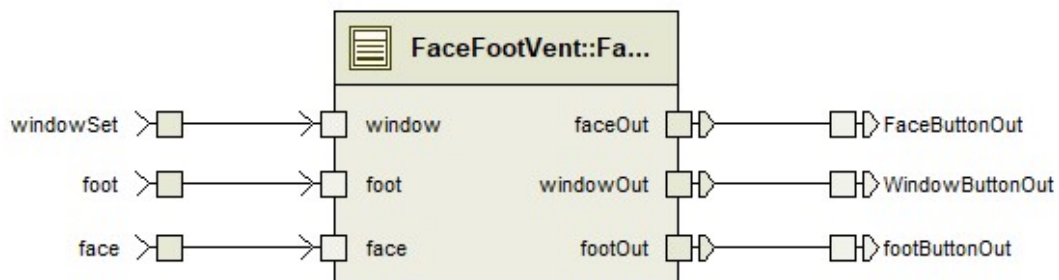 FaceFootVent::Fa...
windowSet window faceOut FaceButtonOut
foot foot windowOut WindowButtonOut
face face footOut footButtonOut